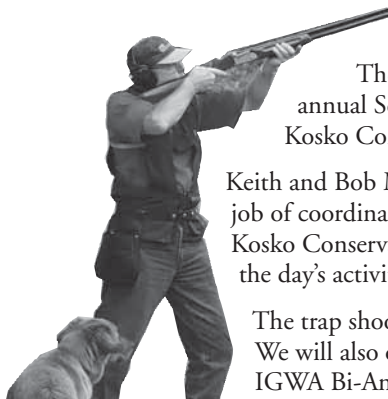 Th
annual S
Kosko Co
Keith and Bob M
job of coordina
Kosko Conserv
the day's activi
The trap shoo
We will also
IGWA Bi-An